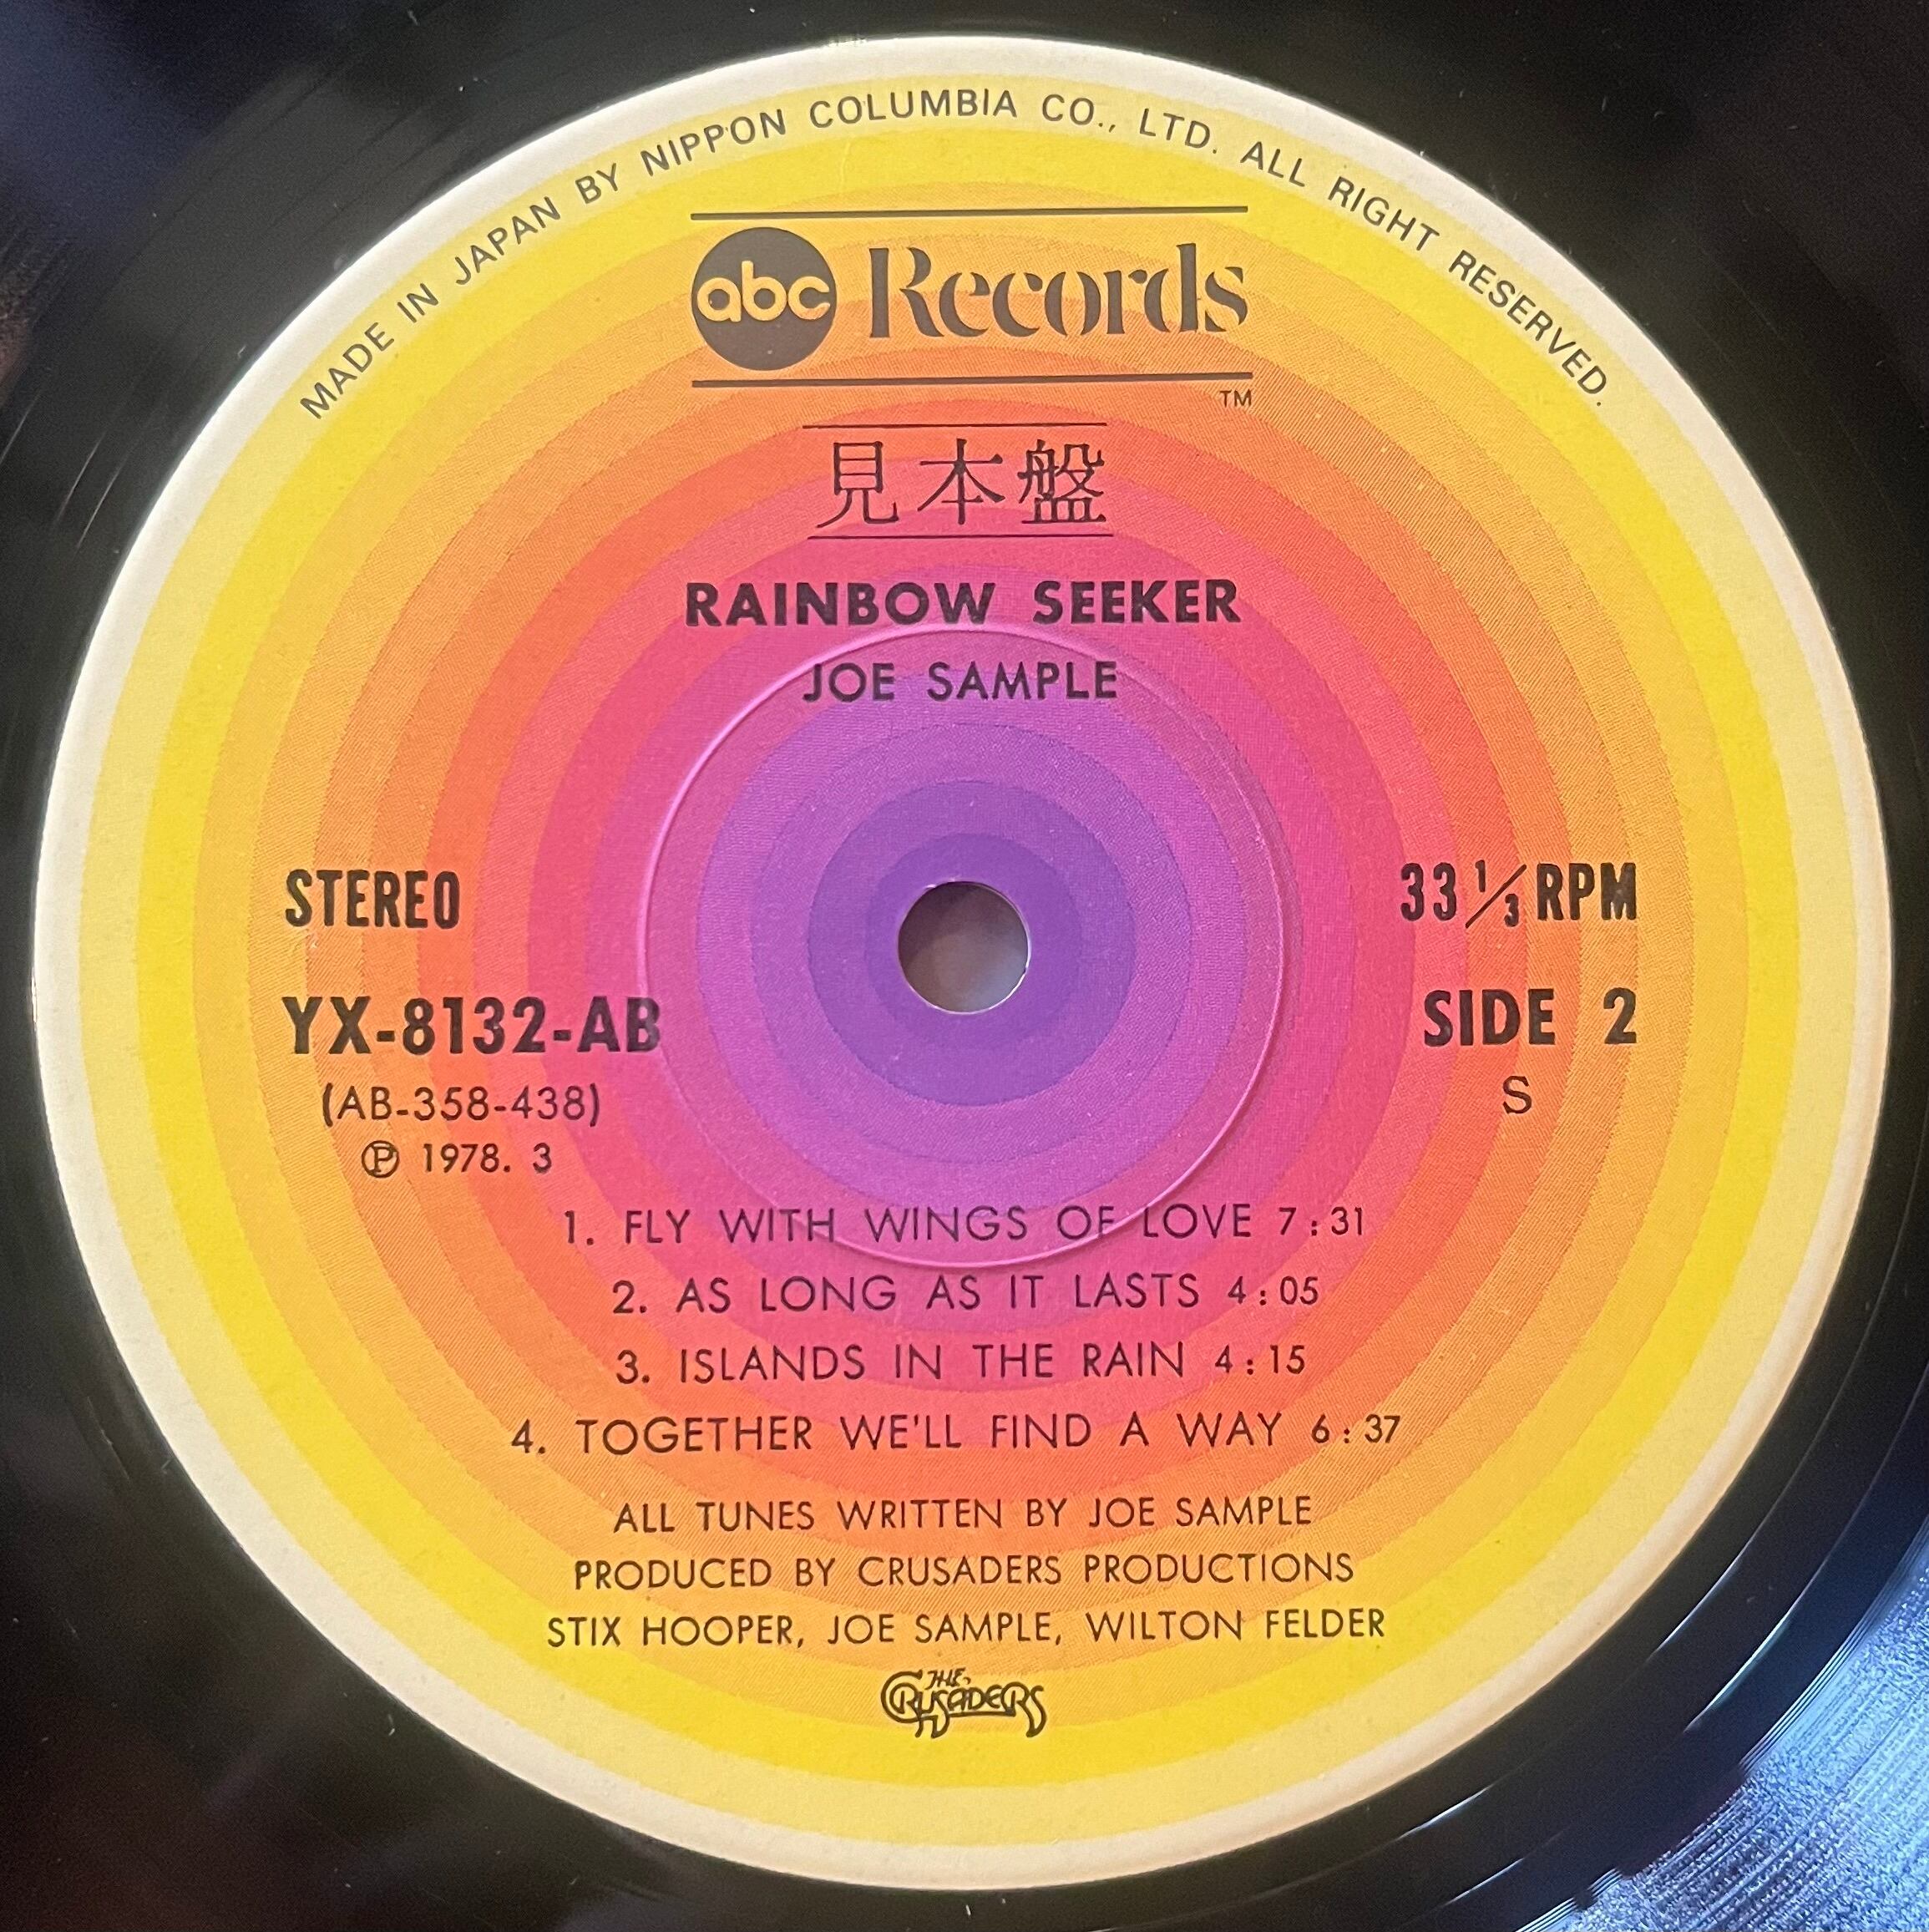 MADE IN JAPAN BY NIPPON COLUMBIA CO., LTD. ALL RIGHT RESERVED.
abc Records
TM
見本盤
RAINBOW SEEKER
JOE SAMPLE
STEREO
33 1/3 RPM
YX-8132-AB
SIDE 2
(AB-358-438)
S
Ⓟ 1978. 3
1. FLY WITH WINGS OF LOVE 7:31
2. AS LONG AS IT LASTS 4:05
3. ISLANDS IN THE RAIN 4:15
4. TOGETHER WE'LL FIND A WAY 6:37
ALL TUNES WRITTEN BY JOE SAMPLE
PRODUCED BY CRUSADERS PRODUCTIONS
STIX HOOPER, JOE SAMPLE, WILTON FELDER
THE
CRUSADERS